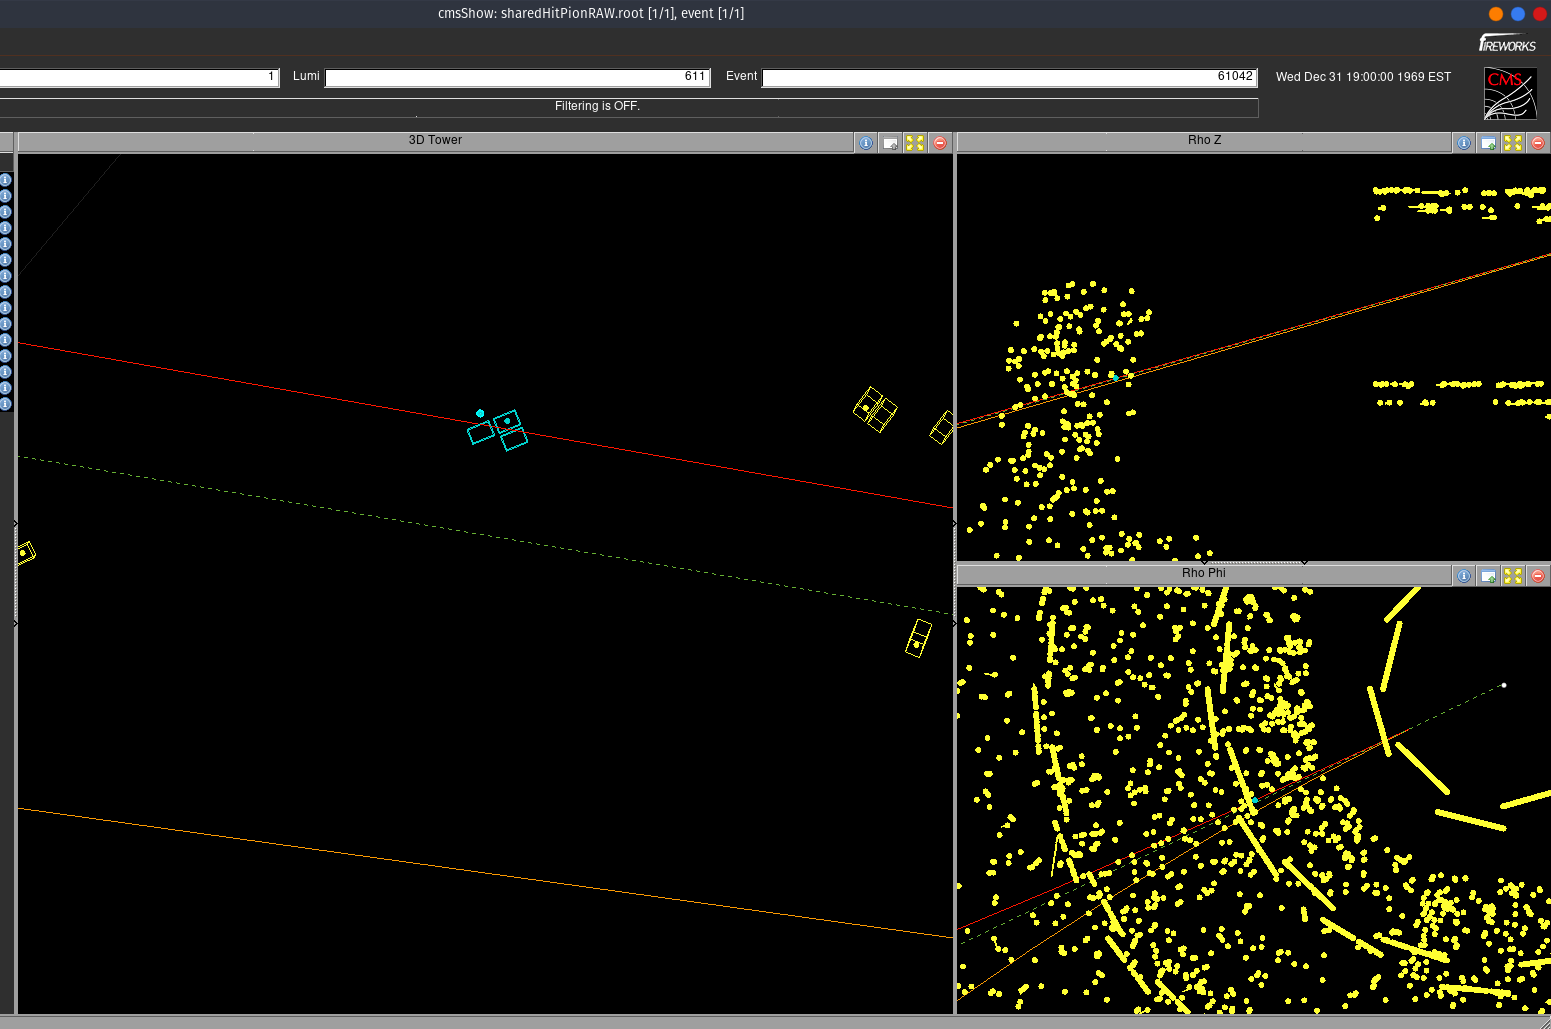 cmsShow: sharedHitPionRAW.root [1/1], event [1/1]
FIREWORKS
1 Lumi 611 Event 61042 Wed Dec 31 19:00:00 1969 EST
CMS
Filtering is OFF.
3D Tower
Rho Z
Rho Phi